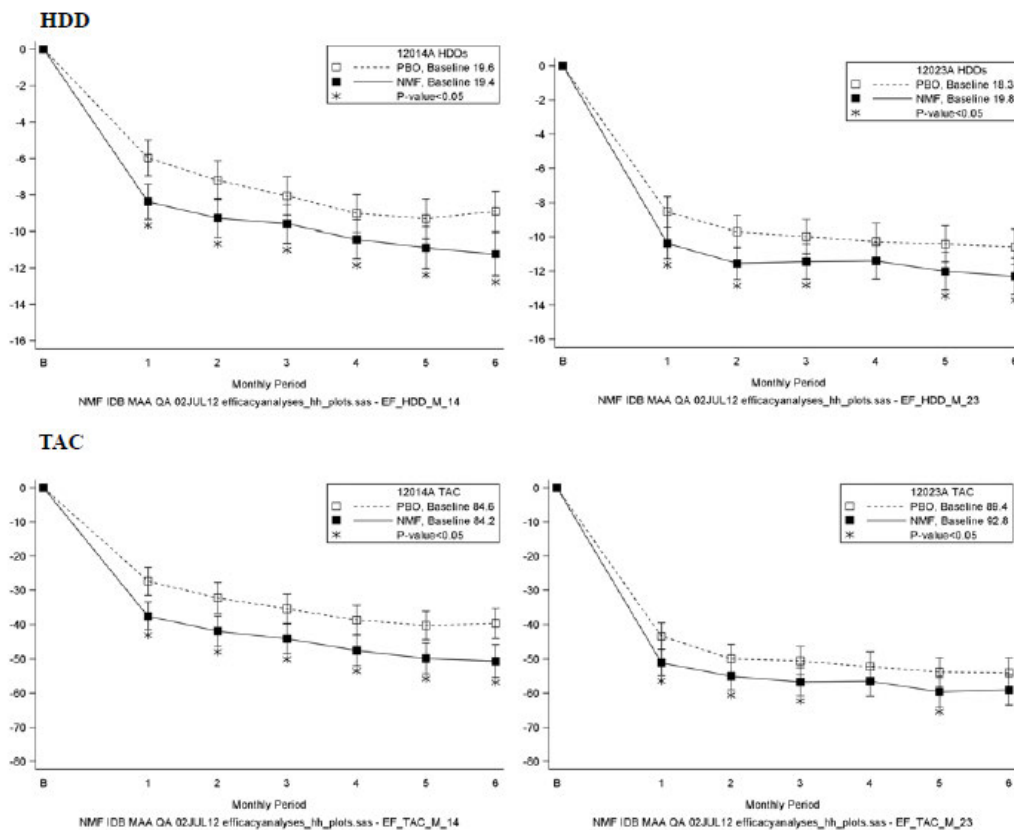 HDD
12014A HDDs
PBO, Baseline 19.6
NMF, Baseline 19.4
P-value<0.05
0
-2
-4
-6
-8
-10
-12
-14
-16
B 1 2 3 4 5 6
Monthly Period
NMF IDB MAA QA 02JUL12 efficacyanalyses_hh_plots.sas - EF_HDD_M_14
12023A HDDs
PBO, Baseline 18.3
NMF, Baseline 19.8
P-value<0.05
0
-2
-4
-6
-8
-10
-12
-14
-16
B 1 2 3 4 5 6
Monthly Period
NMF IDB MAA QA 02JUL12 efficacyanalyses_hh_plots.sas - EF_HDD_M_23
TAC
12014A TAC
PBO, Baseline 84.6
NMF, Baseline 84.2
P-value<0.05
0
-10
-20
-30
-40
-50
-60
-70
-80
B 1 2 3 4 5 6
Monthly Period
NMF IDB MAA QA 02JUL12 efficacyanalyses_hh_plots.sas - EF_TAC_M_14
12023A TAC
PBO, Baseline 89.4
NMF, Baseline 92.8
P-value<0.05
0
-10
-20
-30
-40
-50
-60
-70
-80
B 1 2 3 4 5 6
Monthly Period
NMF IDB MAA QA 02JUL12 efficacyanalyses_hh_plots.sas - EF_TAC_M_23